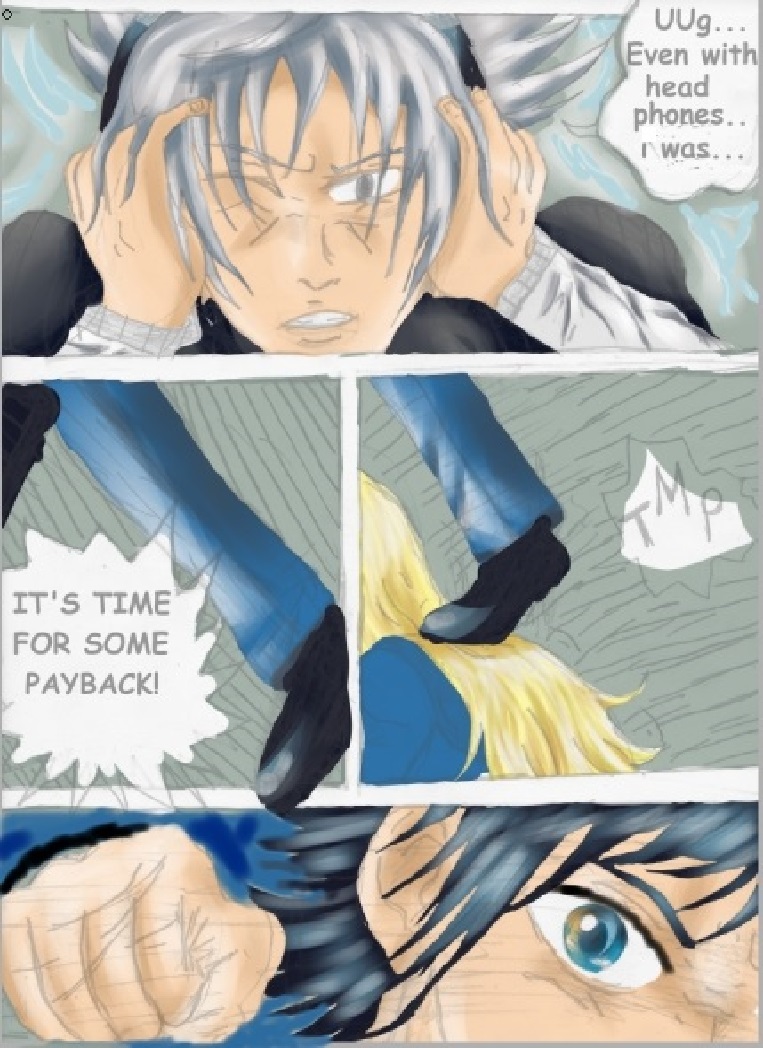 UUg...
Even with
head
phones..
I was...
IT'S TIME
FOR SOME
PAYBACK!
TMP